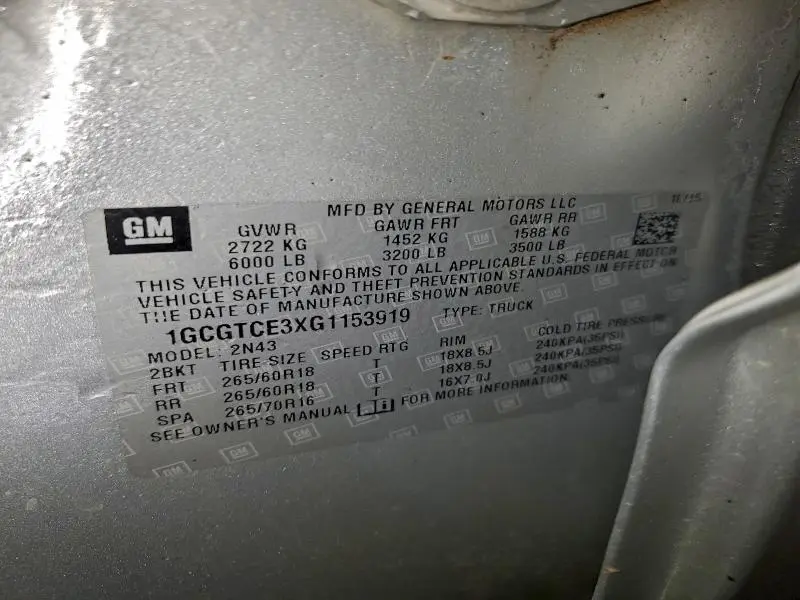 GM
MFD BY GENERAL MOTORS LLC
GVWR GAWR FRT GAWR RR
2722 KG 1452 KG 1588 KG
6000 LB 3200 LB 3500 LB
THIS VEHICLE CONFORMS TO ALL APPLICABLE U.S. FEDERAL MOTOR
VEHICLE SAFETY AND THEFT PREVENTION STANDARDS IN EFFECT ON
THE DATE OF MANUFACTURE SHOWN ABOVE.
1GCGTCE3XG1153919 TYPE: TRUCK
MODEL: 2N43
2BKT TIRE-SIZE SPEED RTG RIM COLD TIRE PRESSURE
FRT 265/60R18 T 18X8.5J 240KPA(35PSI)
RR 265/60R18 T 18X8.5J 240KPA(35PSI)
SPA 265/70R16 T 16X7.0J 240KPA(35PSI)
SEE OWNER'S MANUAL FOR MORE INFORMATION.